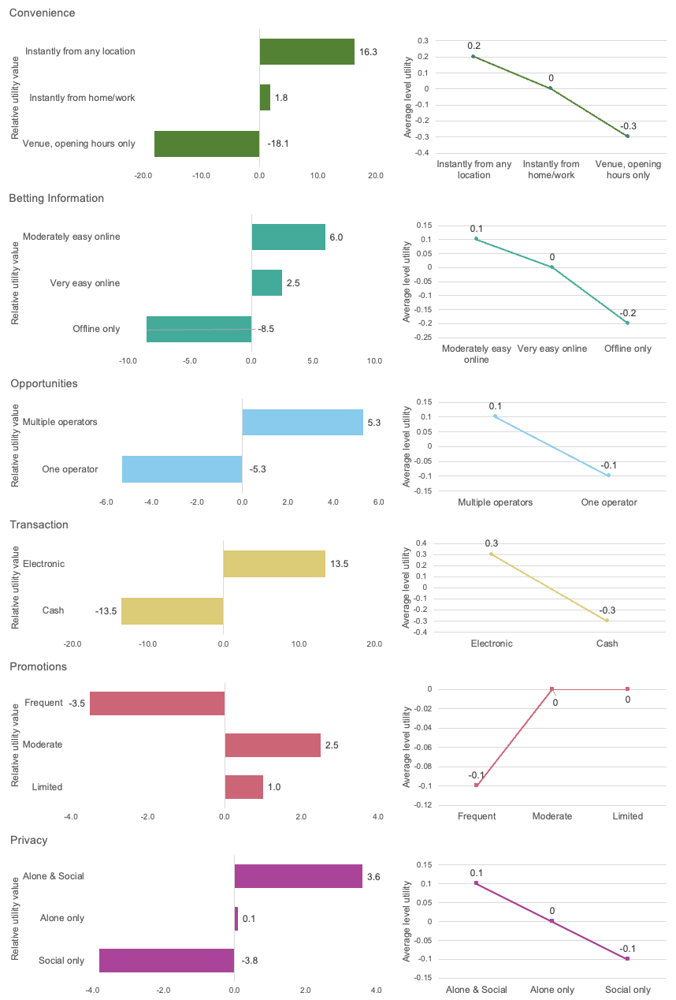 Convenience
Relative utility value
Instantly from any location
16.3
Instantly from home/work
1.8
Venue, opening hours only
-18.1
-20.0 -10.0 0.0 10.0 20.0
Average level utility
0.3
0.2
0.1
0
-0.1
-0.2
-0.3
-0.4
0.2
0
-0.3
Instantly from any Instantly from Venue, opening
location home/work hours only
Betting Information
Relative utility value
Moderately easy online
6.0
Very easy online
2.5
Offline only
-8.5
-10.0 -5.0 0.0 5.0 10.0
Average level utility
0.15
0.1
0.05
0
-0.05
-0.1
-0.15
-0.2
-0.25
0.1
0
-0.2
Moderately easy Very easy online Offline only
online
Opportunities
Relative utility value
Multiple operators
5.3
One operator
-5.3
-6.0 -4.0 -2.0 0.0 2.0 4.0 6.0
Average level utility
0.15
0.1
0.05
0
-0.05
-0.1
-0.15
0.1
-0.1
Multiple operators One operator
Transaction
Relative utility value
Electronic
13.5
Cash
-13.5
-20.0 -10.0 0.0 10.0 20.0
Average level utility
0.4
0.3
0.2
0.1
0
-0.1
-0.2
-0.3
-0.4
0.3
-0.3
Electronic Cash
Promotions
Relative utility value
Frequent -3.5
Moderate
2.5
Limited
1.0
-4.0 -2.0 0.0 2.0 4.0
Average level utility
0
-0.02
-0.04
-0.06
-0.08
-0.1
-0.12
-0.1
0
0
Frequent Moderate Limited
Privacy
Relative utility value
Alone & Social
3.6
Alone only
0.1
Social only
-3.8
-4.0 -2.0 0.0 2.0 4.0
Average level utility
0.15
0.1
0.05
0
-0.05
-0.1
-0.15
0.1
0
-0.1
Alone & Social Alone only Social only